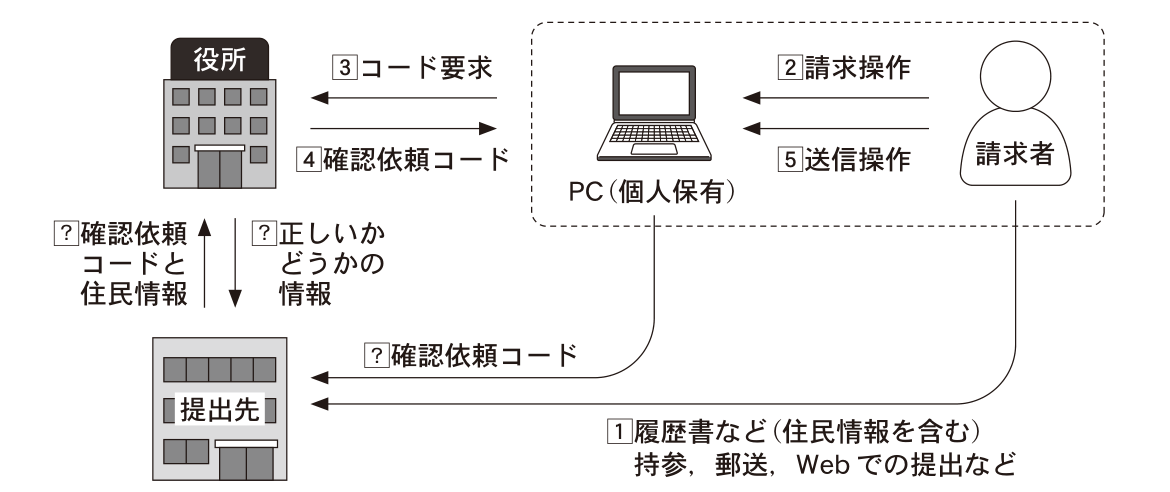 役所
3コード要求
4確認依頼コード
2請求操作
5送信操作
請求者
PC(個人保有)
?確認依頼
コードと
住民情報
?正しいか
どうかの
情報
?確認依頼コード
提出先
1履歴書など(住民情報を含む)
持参，郵送，Webでの提出など